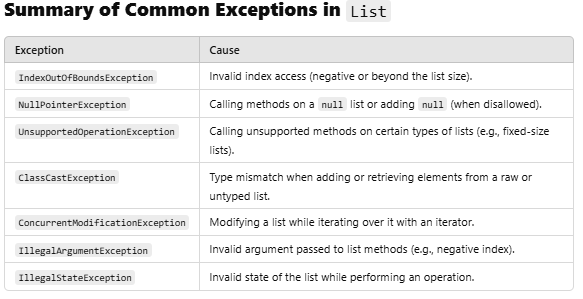 Summary of Common Exceptions in List
Exception Cause
IndexOutOfBoundsException Invalid index access (negative or beyond the list size).
NullPointerException Calling methods on a null list or adding null (when disallowed).
UnsupportedOperationException Calling unsupported methods on certain types of lists (e.g., fixed-size
lists).
ClassCastException Type mismatch when adding or retrieving elements from a raw or
untyped list.
ConcurrentModificationException Modifying a list while iterating over it with an iterator.
IllegalArgumentException Invalid argument passed to list methods (e.g., negative index).
IllegalStateException Invalid state of the list while performing an operation.